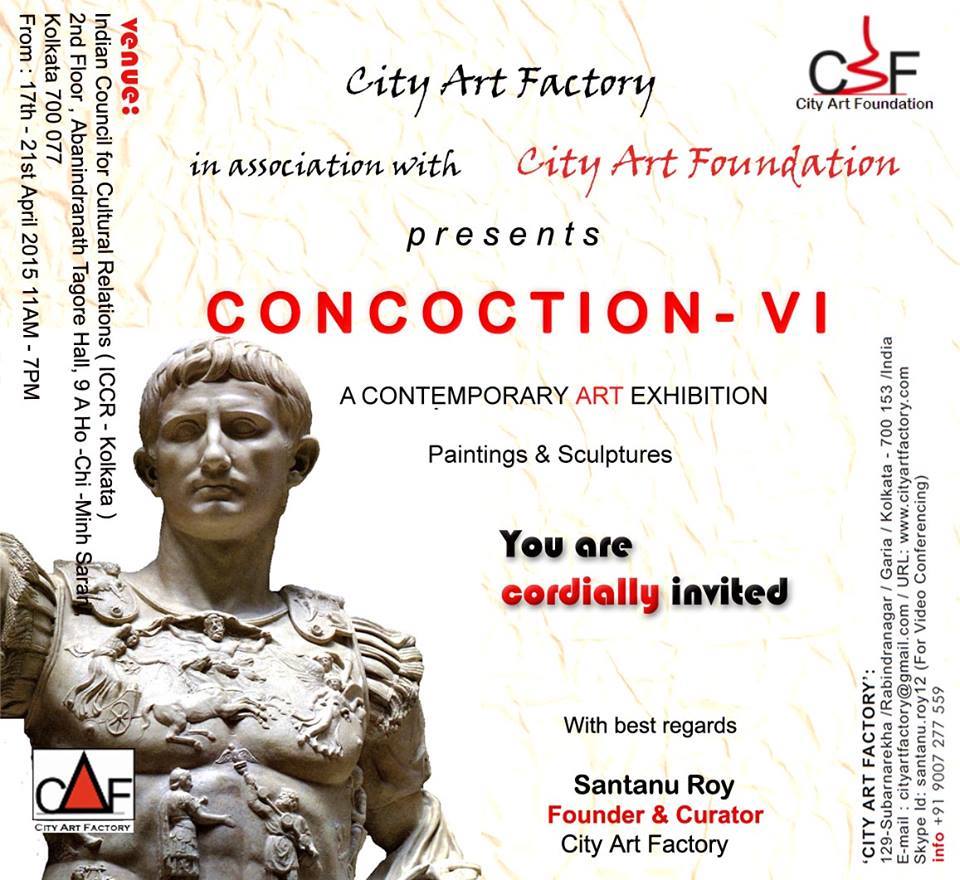 City Art Factory
in association with City Art Foundation
presents
CONCOCTION- VI
A CONTEMPORARY ART EXHIBITION
Paintings & Sculptures
You are
cordially invited
With best regards
Santanu Roy
Founder & Curator
City Art Factory
CAF
City Art Foundation
venue:
Indian Council for Cultural Relations ( ICCR - Kolkata )
2nd Floor , Abanindranath Tagore Hall, 9 A Ho -Chi -Minh Sarani
Kolkata 700 077
From : 17th - 21st April 2015 11AM - 7PM
CAF
CITY ART FACTORY
‘CITY ART FACTORY’:
129-Subarnarekha /Rabindranagar / Garia / Kolkata - 700 153 /India
E-mail : cityartfactory@gmail.com / URL: www.cityartfactory.com
Skype Id: santanu.roy12 (For Video Conferencing)
info +91 9007 277 559